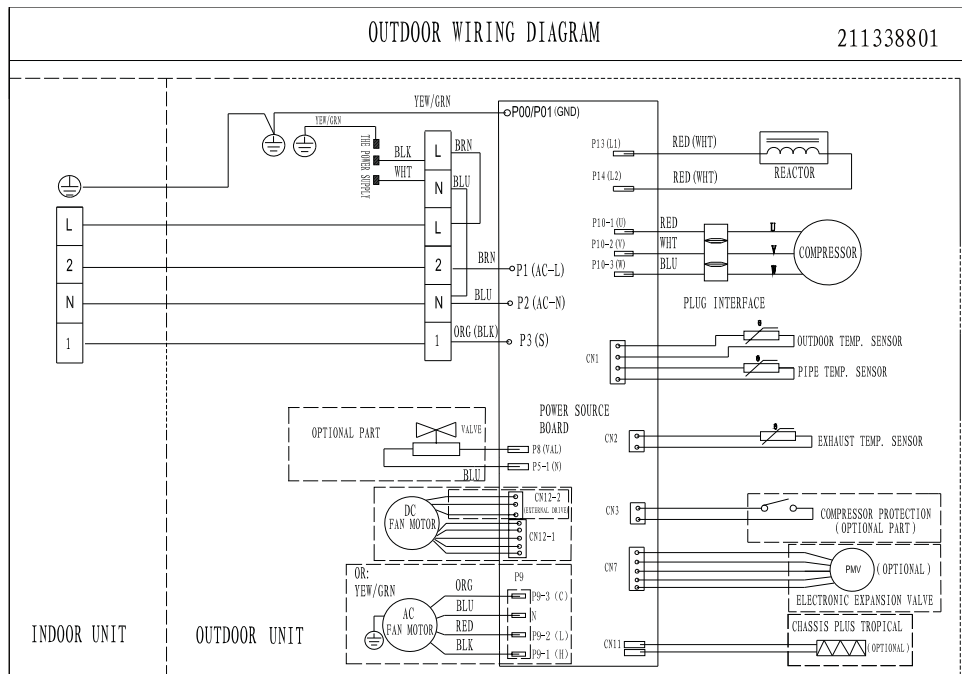 OUTDOOR WIRING DIAGRAM
211338801
YEW/GRN
P00/P01(GND)
YEW/GRN
THE POWER SUPPLY
BLK
WHT
L
BRN
N
BLU
L
L
2
2
BRN
P1(AC-L)
N
N
BLU
P2(AC-N)
1
1
ORG(BLK)
P3(S)
P13(L1)
RED(WHT)
P14(L2)
RED(WHT)
REACTOR
P10-1(U)
RED
U
P10-2(V)
WHT
V
P10-3(W)
BLU
W
COMPRESSOR
PLUG INTERFACE
CN1
OUTDOOR TEMP. SENSOR
PIPE TEMP. SENSOR
POWER SOURCE
BOARD
OPTIONAL PART
VALVE
P8(VAL)
P5-1(N)
BLU
CN2
EXHAUST TEMP. SENSOR
DC
FAN MOTOR
CN12-2
(EXTERNAL DRIVE)
CN12-1
CN3
COMPRESSOR PROTECTION
(OPTIONAL PART)
CN7
PMV
(OPTIONAL)
ELECTRONIC EXPANSION VALVE
OR:
YEW/GRN
AC
FAN MOTOR
ORG
BLU
RED
BLK
P9
P9-3(C)
N
P9-2(L)
P9-1(H)
CN11
CHASSIS PLUS TROPICAL
(OPTIONAL)
INDOOR UNIT
OUTDOOR UNIT